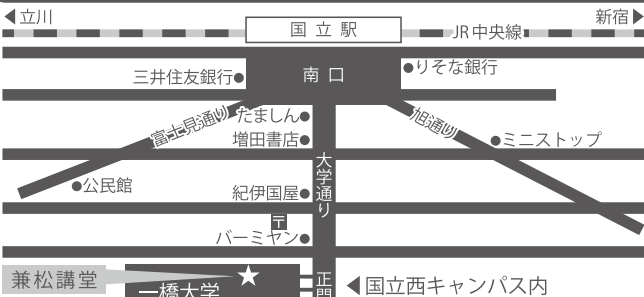 ◀立川
新宿▶
国立駅
JR中央線
三井住友銀行●
南口
●りそな銀行
富士見通り
たましん●
旭通り
増田書店●
●ミニストップ
大学通り
●公民館
紀伊国屋●
〒
バーミヤン●
兼松講堂
★
一橋大学
正門
◀国立西キャンパス内